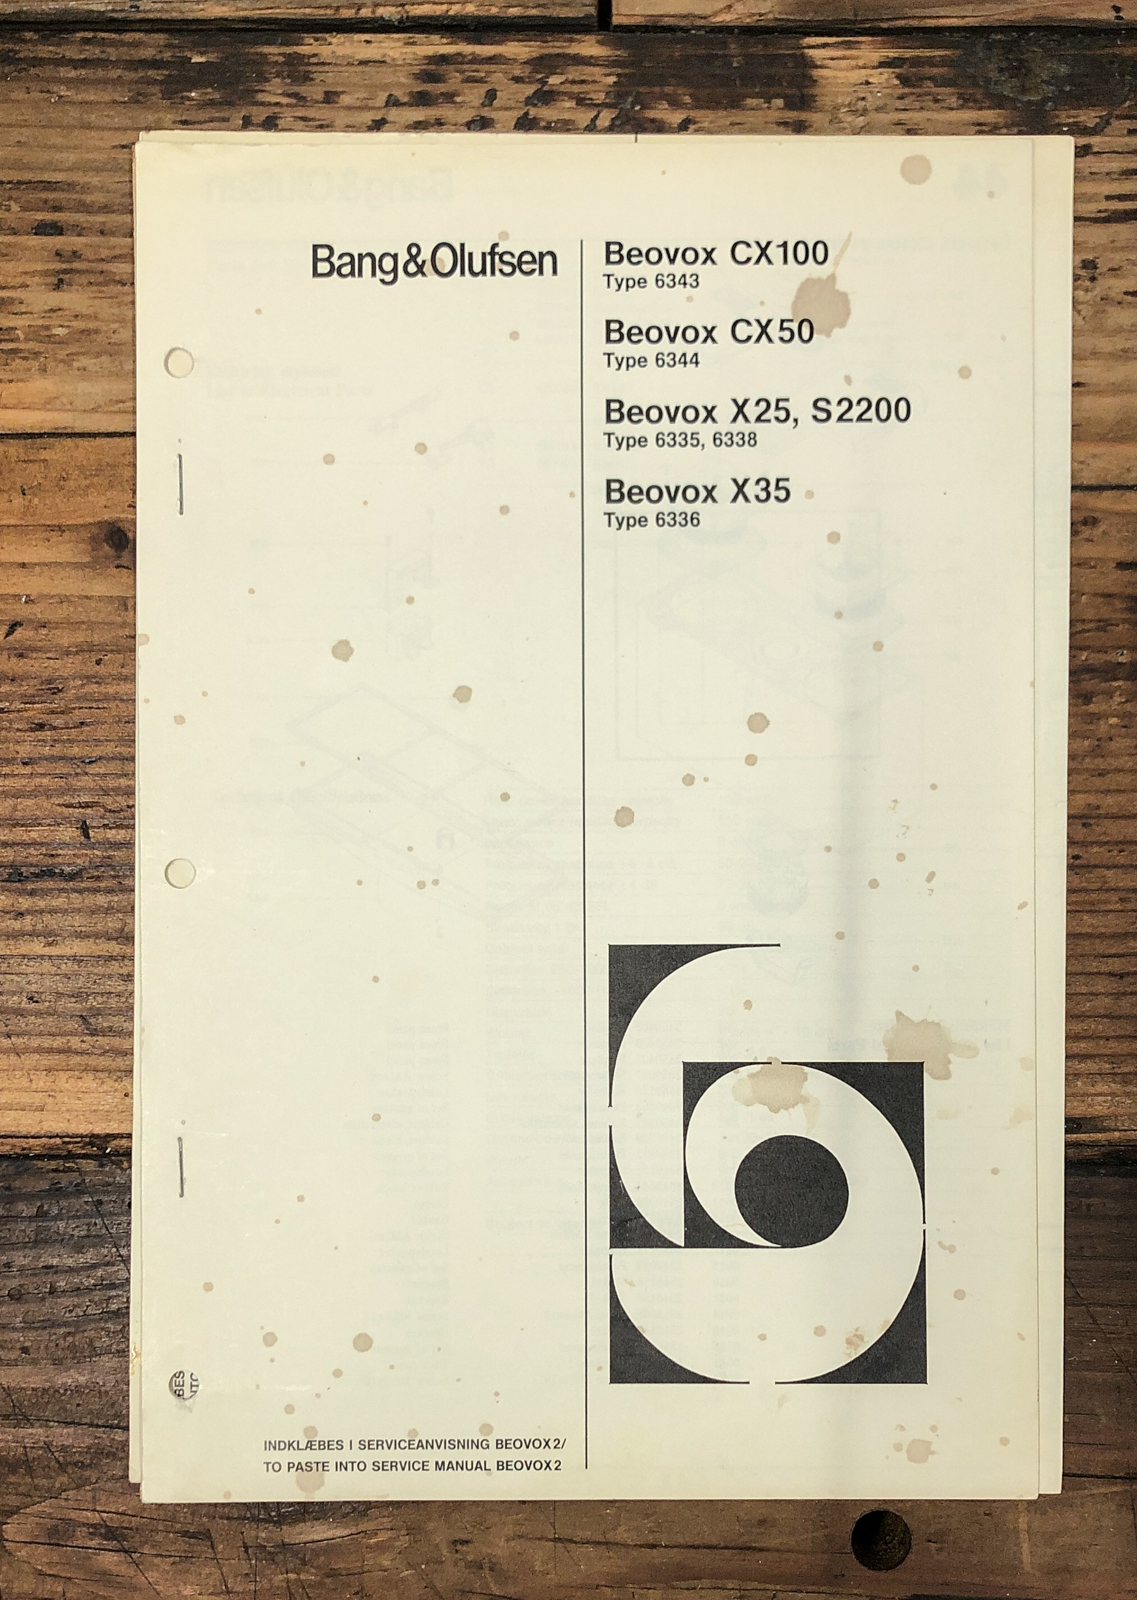 Bang&Olufsen
Beovox CX100
Type 6343
Beovox CX50
Type 6344
Beovox X25, S2200
Type 6335, 6338
Beovox X35
Type 6336
INDKLÆBES I SERVICEANVISNING BEOVOX2/
TO PASTE INTO SERVICE MANUAL BEOVOX2